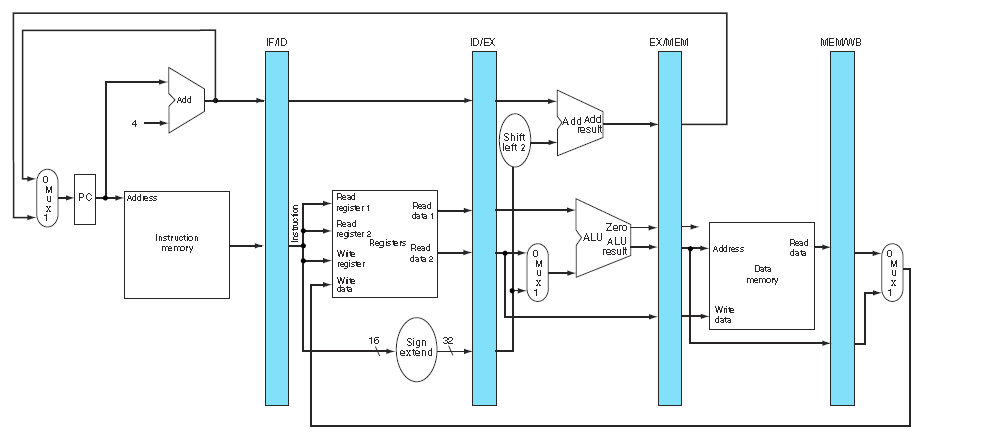 IF/ID
ID/EX
EX/MEM
MEM/WB
Add
4
Shift
left 2
Add Add
result
0
M
u
x
1
PC
Address
Instruction
memory
Instruction
Read
register 1
Read
register 2
Write
register
Write
data
Registers
Read
data 1
Read
data 2
16
Sign
extend
32
0
M
u
x
1
ALU
Zero
ALU
result
Address
Read
data
Data
memory
Write
data
0
M
u
x
1